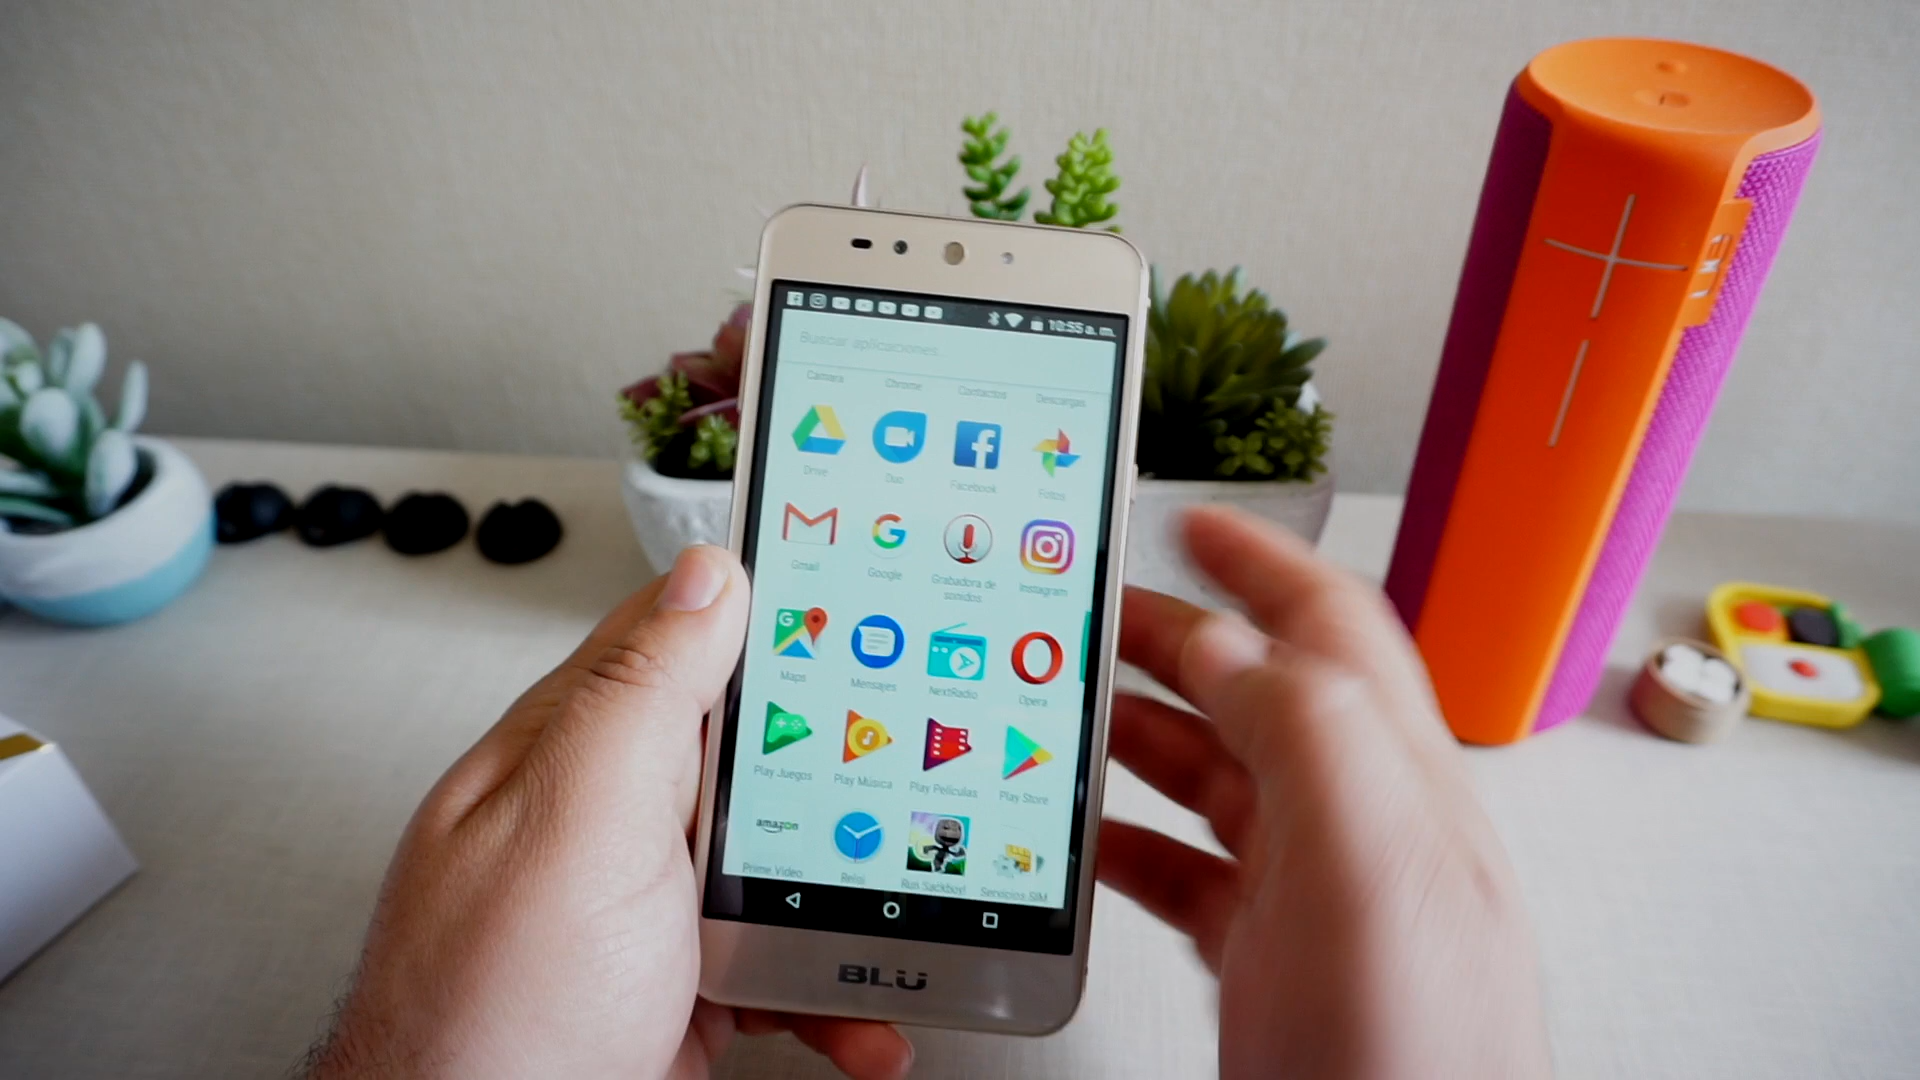 10:55 a. m.
Buscar aplicaciones...
Cámara Chrome Contactos Descargas
Drive Duo Facebook Fotos
Gmail Google Grabadora de sonidos Instagram
G
Maps Mensajes NextRadio Opera
Play Juegos Play Música Play Películas Play Store
amazon
Prime Video Reloj Run Sackboy! Servicios SIM
BLU